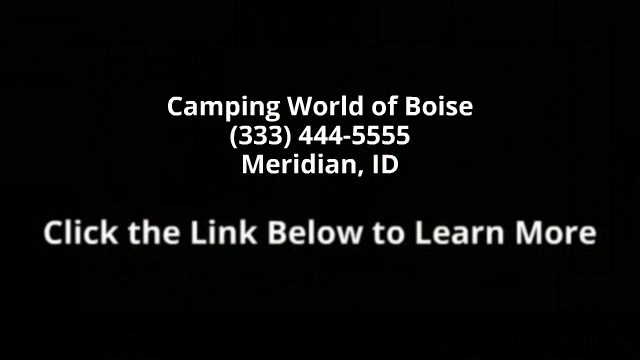 Camping World of Boise
(333) 444-5555
Meridian, ID
Click the Link Below to Learn More